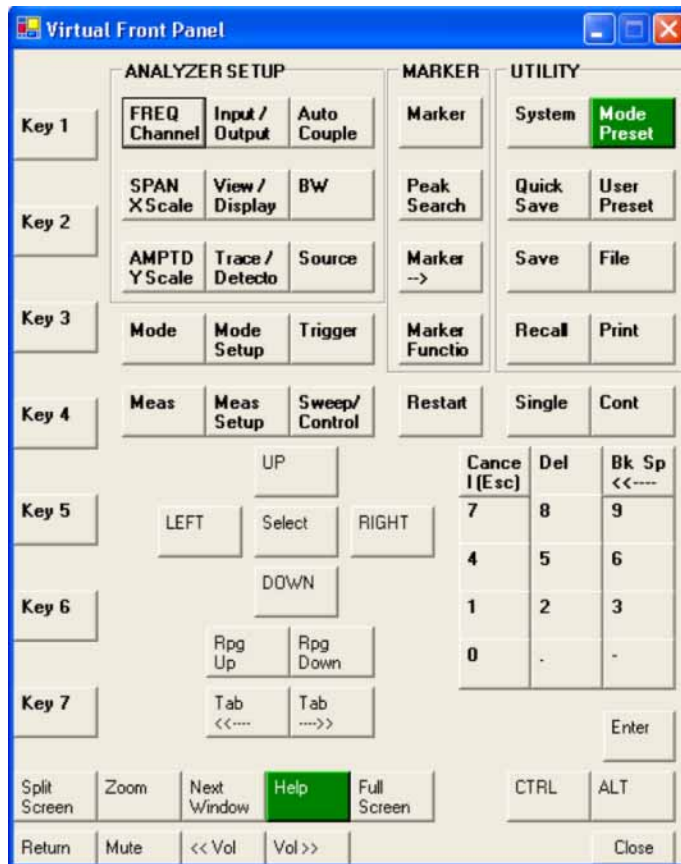 Virtual Front Panel
ANALYZER SETUP MARKER UTILITY
Key 1
FREQ Channel
Input / Output
Auto Couple
Marker
System
Mode Preset
Key 2
SPAN X Scale
View / Display
BW
Peak Search
Quick Save
User Preset
AMPTD Y Scale
Trace / Detecto
Source
Marker -->
Save
File
Key 3
Mode
Mode Setup
Trigger
Marker Functio
Recall
Print
Key 4
Meas
Meas Setup
Sweep/ Control
Restart
Single
Cont
UP
Cance l (Esc)
Del
Bk Sp <<----
Key 5
LEFT
Select
RIGHT
7 8 9
4 5 6
DOWN
Key 6
1 2 3
Rpg Up
Rpg Down
0 . -
Key 7
Tab <<----
Tab ---->>
Enter
Split Screen
Zoom
Next Window
Help
Full Screen
CTRL
ALT
Return
Mute
<< Vol
Vol >>
Close